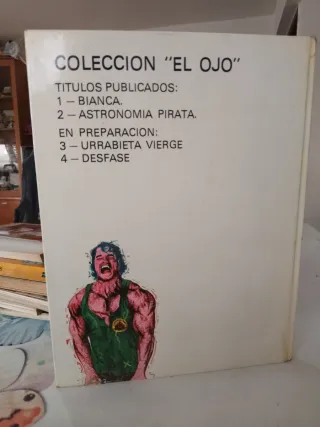 COLECCION "EL OJO"
TITULOS PUBLICADOS:
1 — BIANCA.
2 — ASTRONOMIA PIRATA.
EN PREPARACION:
3 — URRABIETA VIERGE
4 — DESFASE